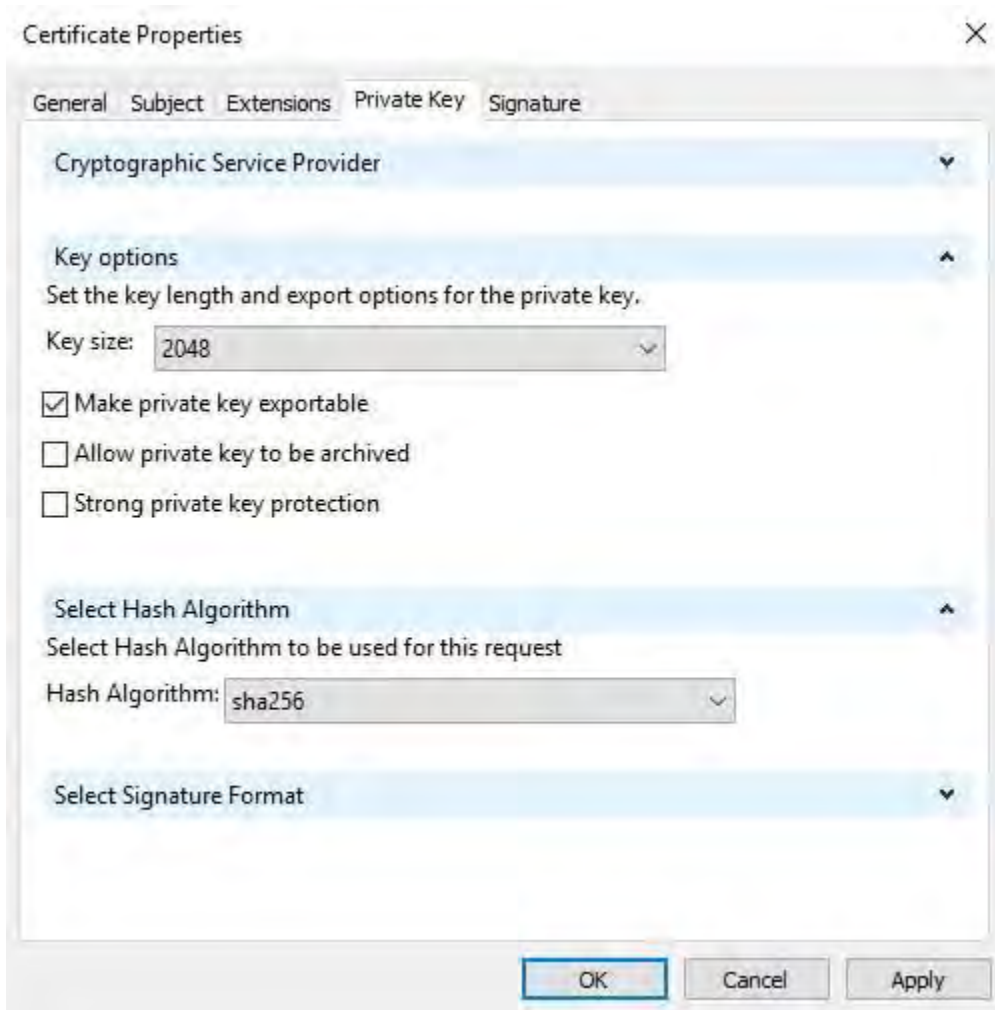 Certificate Properties
General Subject Extensions Private Key Signature
Cryptographic Service Provider
Key options
Set the key length and export options for the private key.
Key size: 2048
Make private key exportable
Allow private key to be archived
Strong private key protection
Select Hash Algorithm
Select Hash Algorithm to be used for this request
Hash Algorithm: sha256
Select Signature Format
OK Cancel Apply